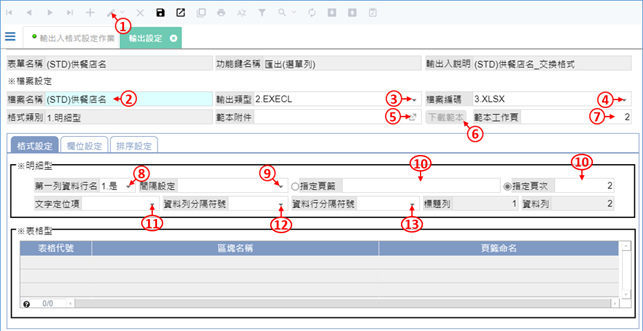 ①
輸出入格式設定作業 輸出設定
表單名稱 (STD)供餐店名 功能鍵名稱 匯出(選單列) 輸出入說明 (STD)供餐店名_交換格式
※檔案設定
檔案名稱 (STD)供餐店名 ② 輸出類型 2.EXECL ③ 檔案編碼 3.XLSX ④
格式類別 1.明細型 範本附件 ⑤ 下載範本 ⑥ 範本工作頁 ⑦ 2
格式設定 欄位設定 排序設定
※明細型 ⑧ ⑨ ⑩ ⑩
第一列資料行名 1.是 間隔設定 指定頁籤 指定頁次 2
文字定位項 資料列分隔符號 資料行分隔符號 標題列 1 資料列 2
⑪ ⑫ ⑬
※表格型
表格代號 區塊名稱 頁籤命名
0/0